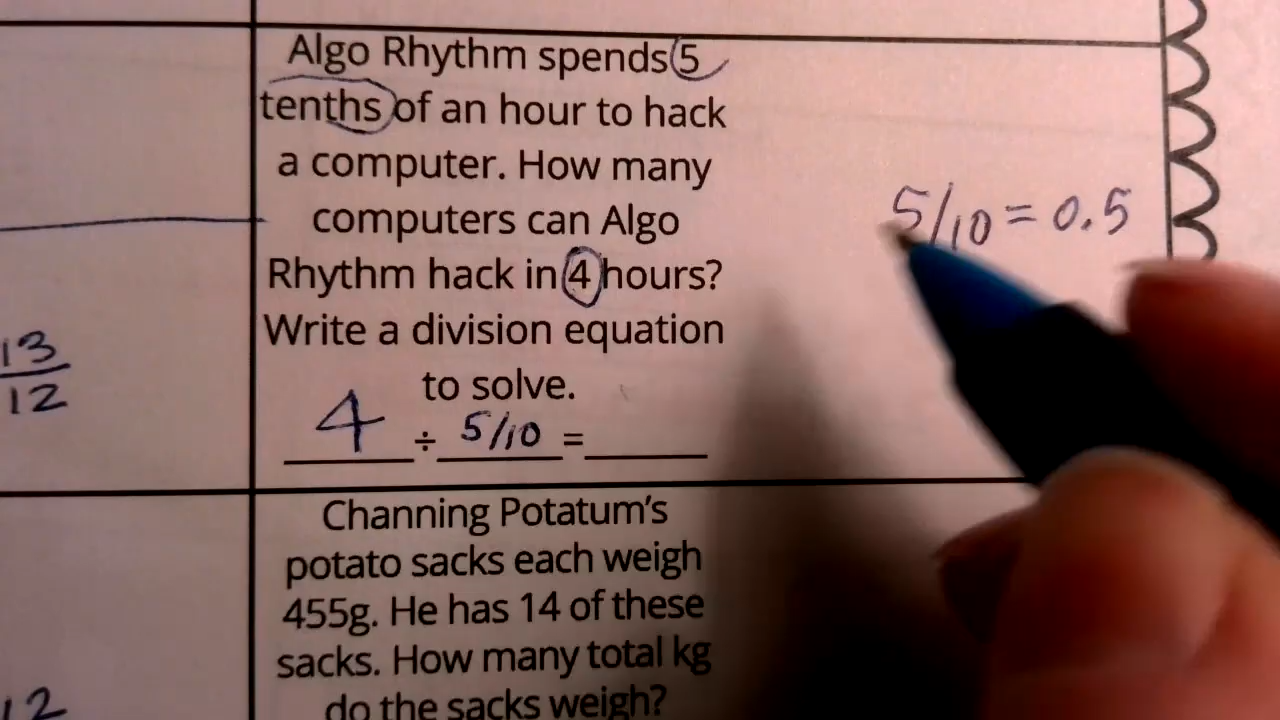 Algo Rhythm spends 5
tenths of an hour to hack
a computer. How many
computers can Algo
Rhythm hack in 4 hours?
Write a division equation
to solve.
4 ÷ 5/10 =
5/10 = 0.5
13
12
Channing Potatum's
potato sacks each weigh
455g. He has 14 of these
sacks. How many total kg
do the sacks weigh?
12